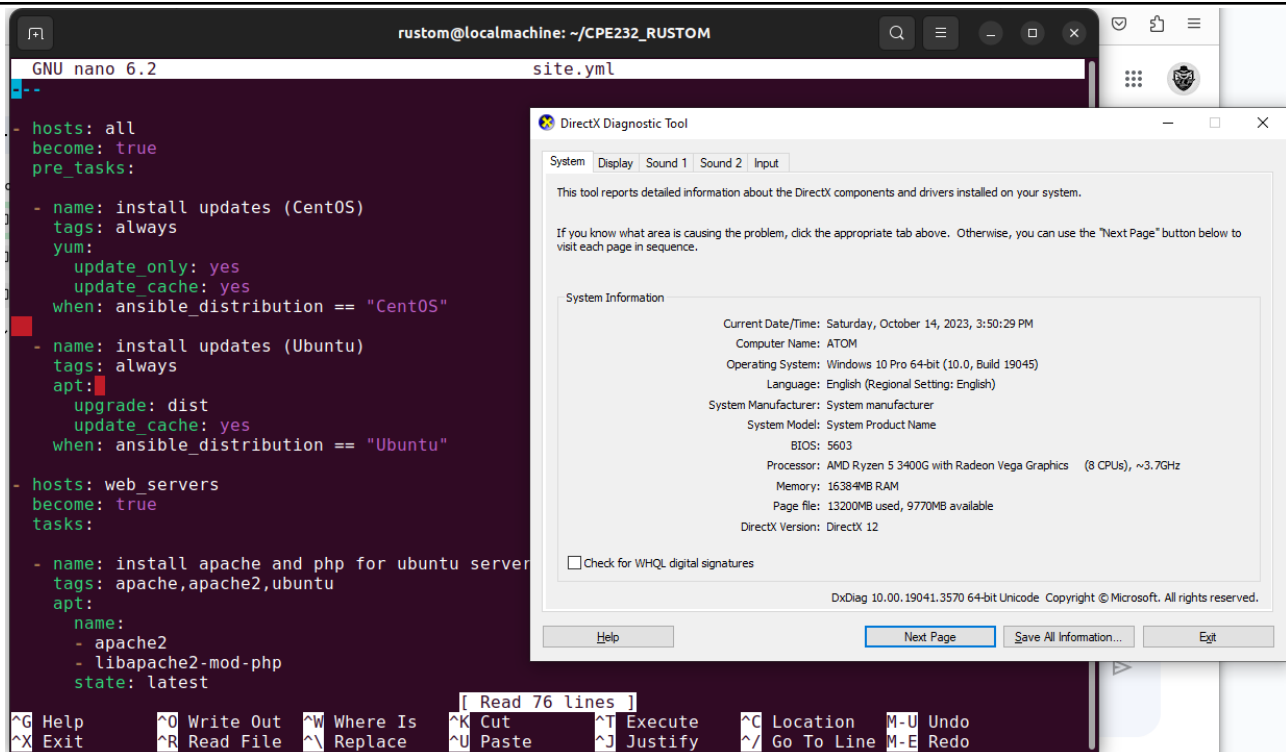 rustom@localmachine: ~/CPE232_RUSTOM
GNU nano 6.2 site.yml
---
- hosts: all
become: true
pre_tasks:
- name: install updates (CentOS)
tags: always
yum:
update_only: yes
update_cache: yes
when: ansible_distribution == "CentOS"
- name: install updates (Ubuntu)
tags: always
apt:
upgrade: dist
update_cache: yes
when: ansible_distribution == "Ubuntu"
- hosts: web_servers
become: true
tasks:
- name: install apache and php for ubuntu server
tags: apache,apache2,ubuntu
apt:
name:
- apache2
- libapache2-mod-php
state: latest
[ Read 76 lines ]
^G Help ^O Write Out ^W Where Is ^K Cut ^T Execute ^C Location M-U Undo
^X Exit ^R Read File ^\ Replace ^U Paste ^J Justify ^/ Go To Line M-E Redo
DirectX Diagnostic Tool
System Display Sound 1 Sound 2 Input
This tool reports detailed information about the DirectX components and drivers installed on your system.
If you know what area is causing the problem, click the appropriate tab above. Otherwise, you can use the "Next Page" button below to
visit each page in sequence.
System Information
Current Date/Time: Saturday, October 14, 2023, 3:50:29 PM
Computer Name: ATOM
Operating System: Windows 10 Pro 64-bit (10.0, Build 19045)
Language: English (Regional Setting: English)
System Manufacturer: System manufacturer
System Model: System Product Name
BIOS: 5603
Processor: AMD Ryzen 5 3400G with Radeon Vega Graphics (8 CPUs), ~3.7GHz
Memory: 16384MB RAM
Page file: 13200MB used, 9770MB available
DirectX Version: DirectX 12
Check for WHQL digital signatures
DxDiag 10.00.19041.3570 64-bit Unicode Copyright © Microsoft. All rights reserved.
Help Next Page Save All Information... Exit